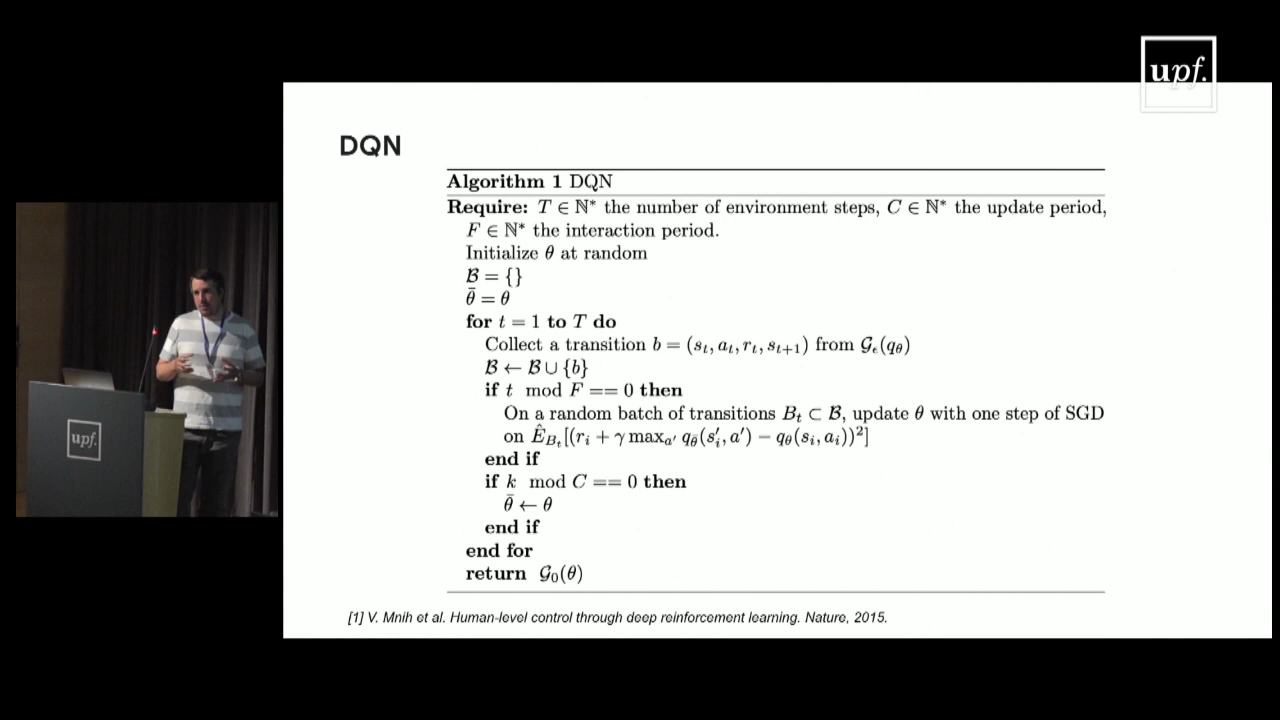 upf.
DQN
Algorithm 1 DQN
Require: T ∈ ℕ* the number of environment steps, C ∈ ℕ* the update period,
F ∈ ℕ* the interaction period.
Initialize θ at random
ℬ = {}
θ̄ = θ
for t = 1 to T do
Collect a transition b = (s_t, a_t, r_t, s_{t+1}) from 𝒢_ϵ(q_θ)
ℬ ← ℬ ∪ {b}
if t mod F == 0 then
On a random batch of transitions B_t ⊂ ℬ, update θ with one step of SGD
on Ê_{B_t}[(r_i + γ max_{a'} q_{θ̄}(s'_i, a') − q_θ(s_i, a_i))²]
end if
if k mod C == 0 then
θ̄ ← θ
end if
end for
return 𝒢_0(θ)
[1] V. Mnih et al. Human-level control through deep reinforcement learning. Nature, 2015.
upf.